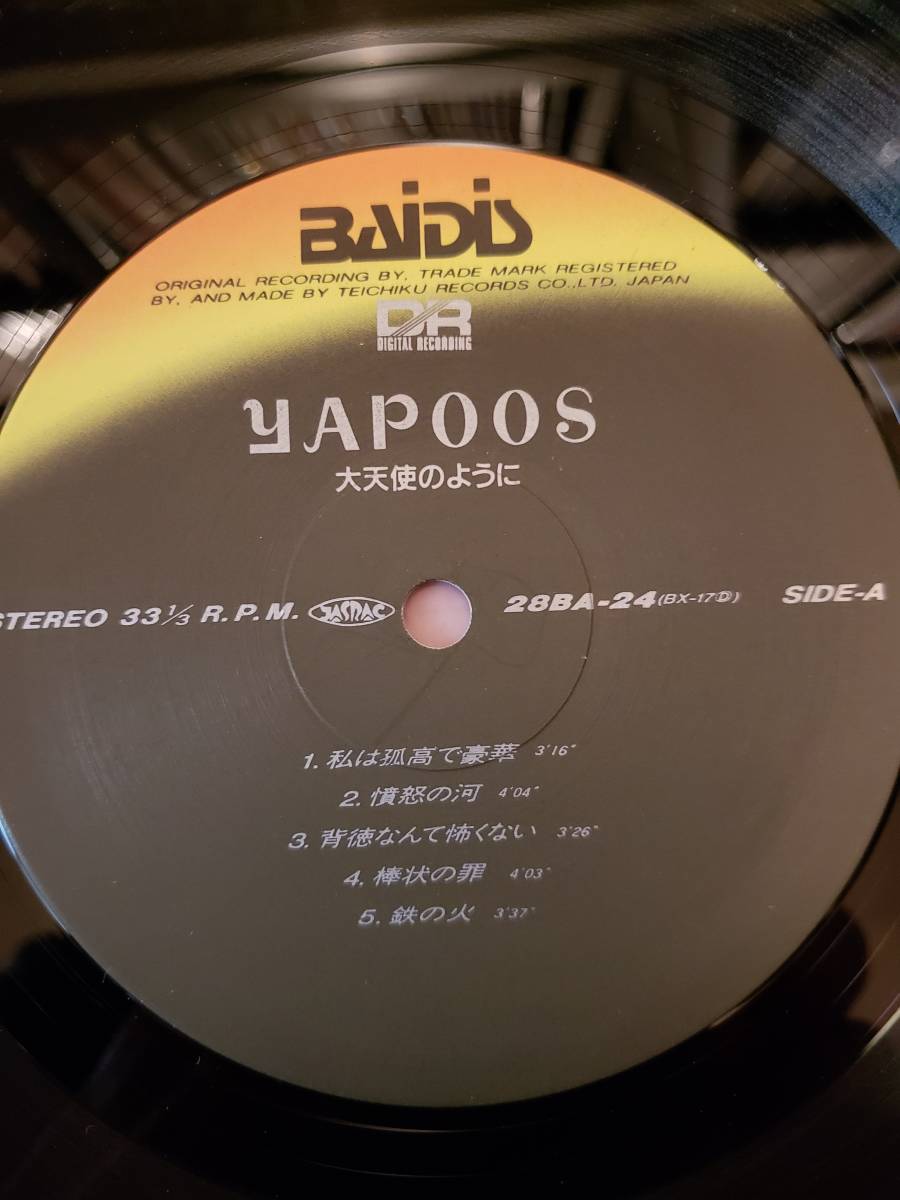 BAIDIS
ORIGINAL RECORDING BY, TRADE MARK REGISTERED
BY, AND MADE BY TEICHIKU RECORDS CO.,LTD. JAPAN
DR
DIGITAL RECORDING
YAPOOS
大天使のように
STEREO 33 1/3 R.P.M. JASRAC 28BA-24 (BX-17Ⓓ) SIDE-A
1. 私は孤高で豪華 3'16"
2. 憤怒の河 4'04"
3. 背徳なんて怖くない 3'26"
4. 棒状の罪 4'03"
5. 鉄の火 3'37"